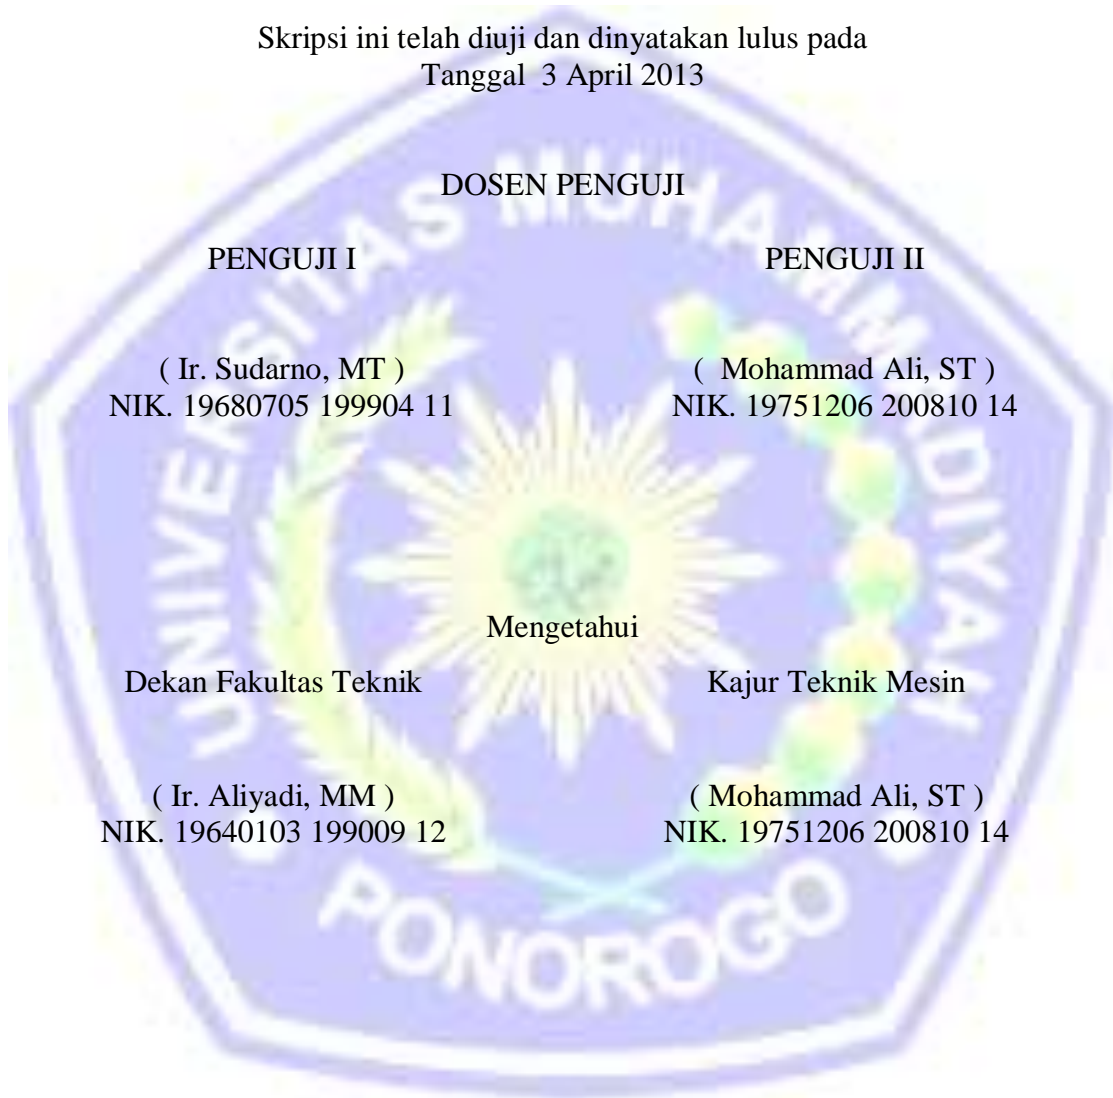 Skripsi ini telah diuji dan dinyatakan lulus pada
Tanggal 3 April 2013
DOSEN PENGUJI
PENGUJI I
PENGUJI II
( Ir. Sudarno, MT )
NIK. 19680705 199904 11
( Mohammad Ali, ST )
NIK. 19751206 200810 14
Mengetahui
Dekan Fakultas Teknik
Kajur Teknik Mesin
( Ir. Aliyadi, MM )
NIK. 19640103 199009 12
( Mohammad Ali, ST )
NIK. 19751206 200810 14
UNIVERSITAS MUHAMMADIYAH
PONOROGO